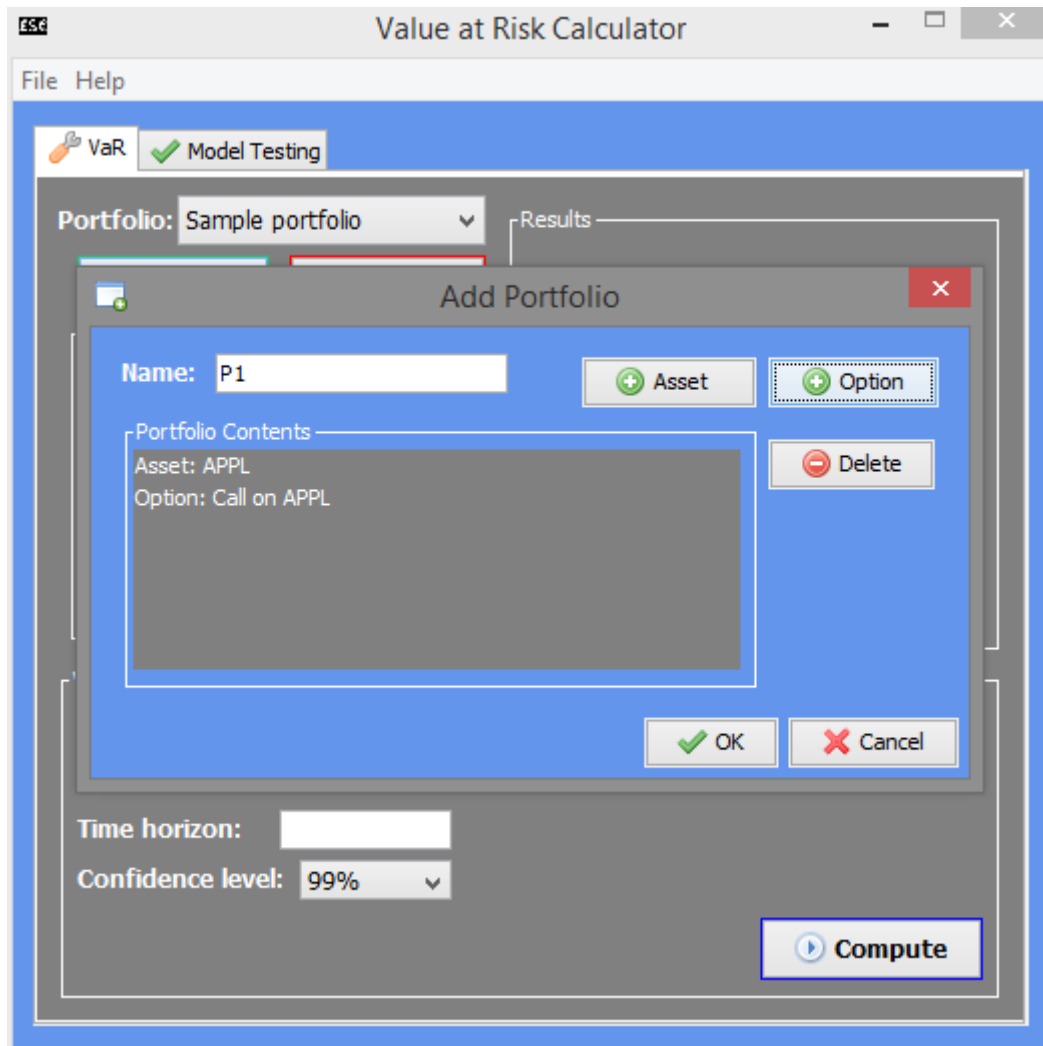 ESG
Value at Risk Calculator
File Help
VaR Model Testing
Portfolio: Sample portfolio
Results
Add Portfolio
Name: P1
Asset
Option
Portfolio Contents
Asset: APPL
Option: Call on APPL
Delete
OK
Cancel
Time horizon:
Confidence level: 99%
Compute